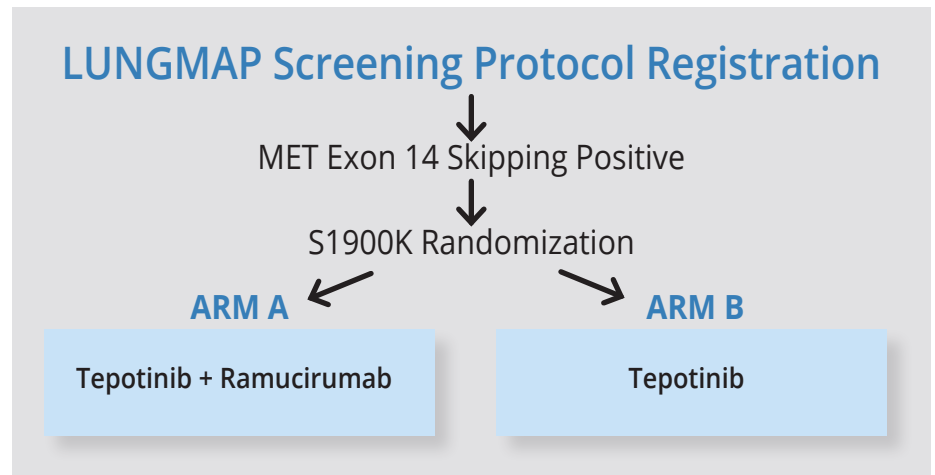 LUNGMAP Screening Protocol Registration
MET Exon 14 Skipping Positive
S1900K Randomization
ARM A
ARM B
Tepotinib + Ramucirumab
Tepotinib